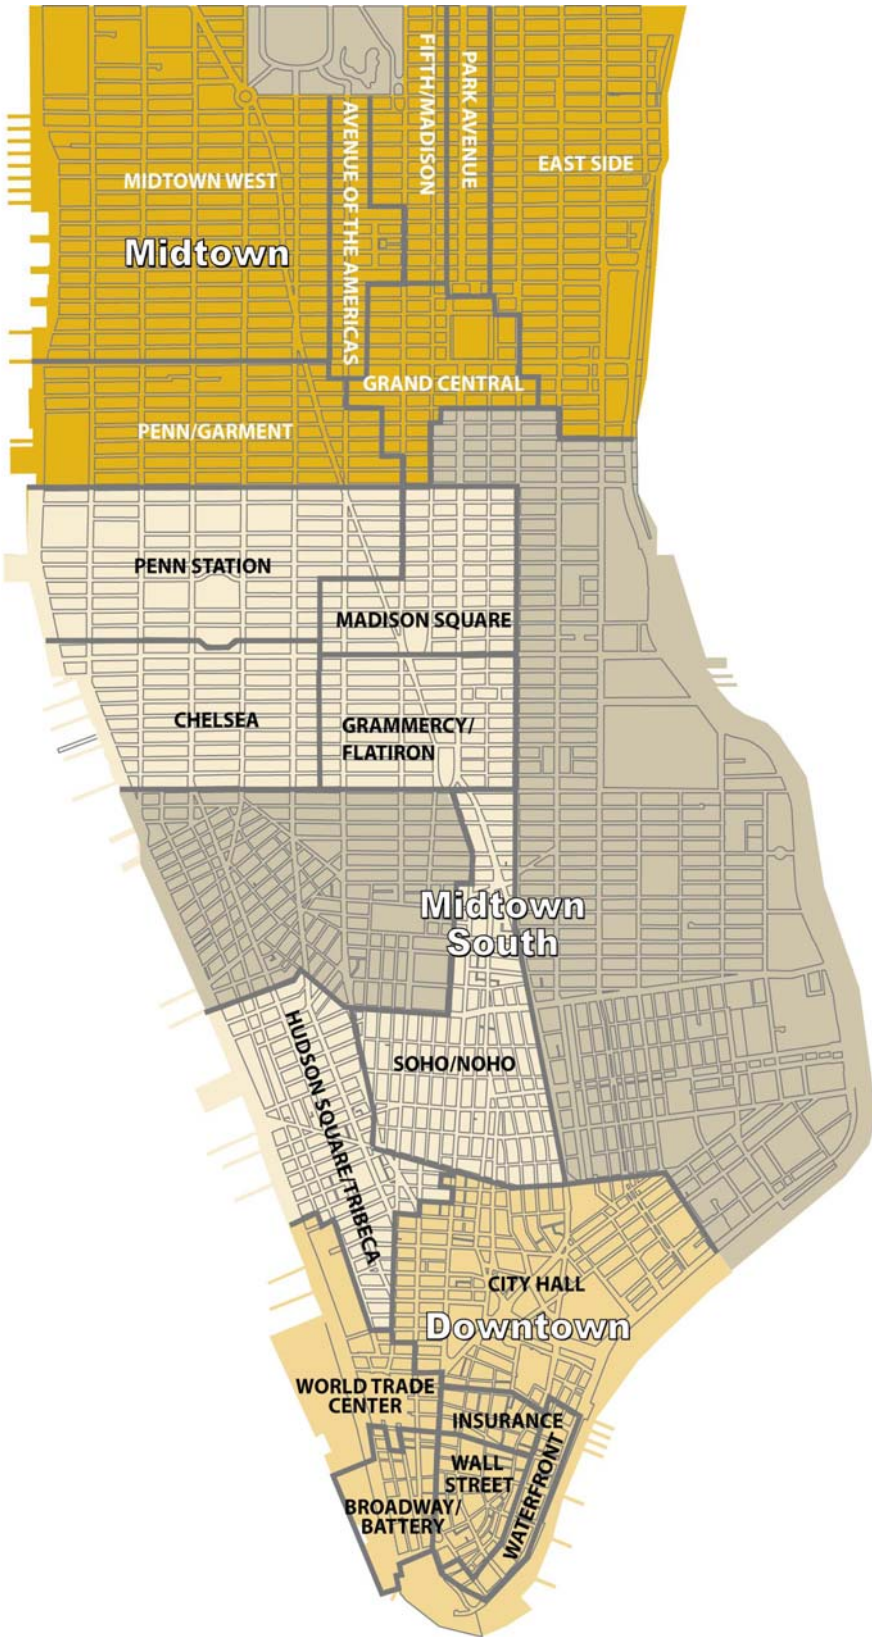 FIFTH/MADISON
PARK AVENUE
AVENUE OF THE AMERICAS
EAST SIDE
MIDTOWN WEST
Midtown
GRAND CENTRAL
PENN/GARMENT
PENN STATION
MADISON SQUARE
CHELSEA
GRAMMERCY/
FLATIRON
Midtown
South
HUDSON SQUARE/TRIBECA
SOHO/NOHO
CITY HALL
Downtown
WORLD TRADE
CENTER
INSURANCE
WALL
STREET
WATERFRONT
BROADWAY/
BATTERY